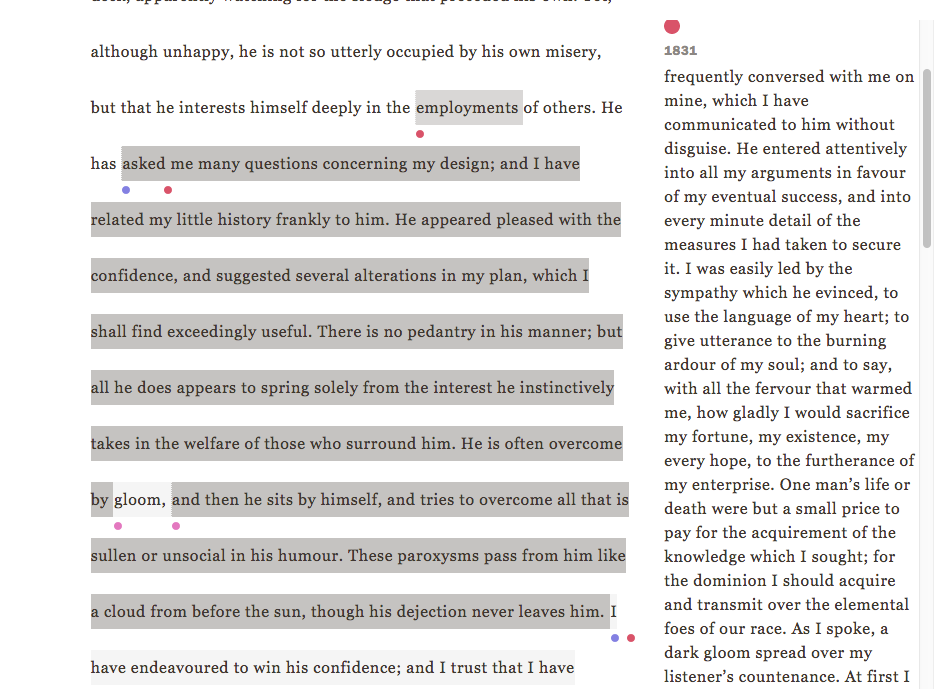 although unhappy, he is not so utterly occupied by his own misery,
but that he interests himself deeply in the employments of others. He
has asked me many questions concerning my design; and I have
related my little history frankly to him. He appeared pleased with the
confidence, and suggested several alterations in my plan, which I
shall find exceedingly useful. There is no pedantry in his manner; but
all he does appears to spring solely from the interest he instinctively
takes in the welfare of those who surround him. He is often overcome
by gloom, and then he sits by himself, and tries to overcome all that is
sullen or unsocial in his humour. These paroxysms pass from him like
a cloud from before the sun, though his dejection never leaves him. I
have endeavoured to win his confidence; and I trust that I have
1831
frequently conversed with me on
mine, which I have
communicated to him without
disguise. He entered attentively
into all my arguments in favour
of my eventual success, and into
every minute detail of the
measures I had taken to secure
it. I was easily led by the
sympathy which he evinced, to
use the language of my heart; to
give utterance to the burning
ardour of my soul; and to say,
with all the fervour that warmed
me, how gladly I would sacrifice
my fortune, my existence, my
every hope, to the furtherance of
my enterprise. One man’s life or
death were but a small price to
pay for the acquirement of the
knowledge which I sought; for
the dominion I should acquire
and transmit over the elemental
foes of our race. As I spoke, a
dark gloom spread over my
listener’s countenance. At first I